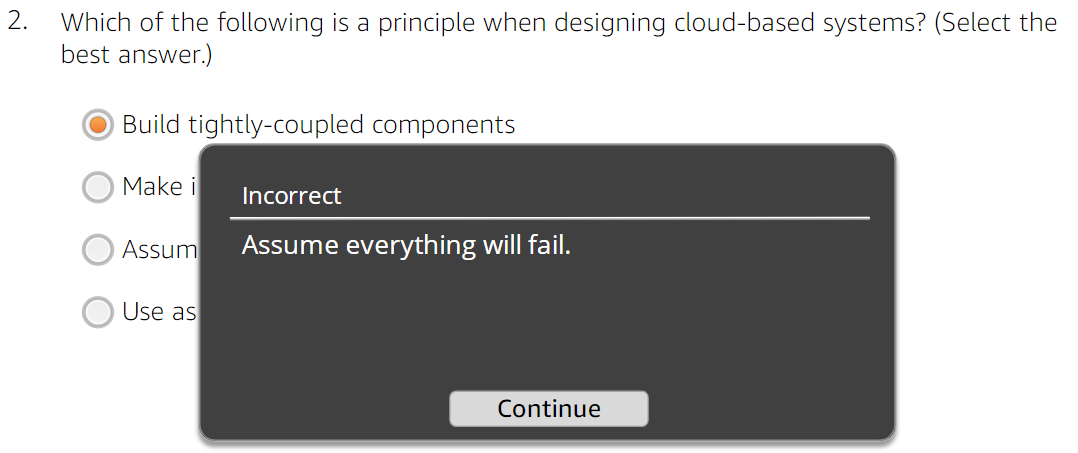 2. Which of the following is a principle when designing cloud-based systems? (Select the
best answer.)
Build tightly-coupled components
Make i
Assum
Use as
Incorrect
Assume everything will fail.
Continue